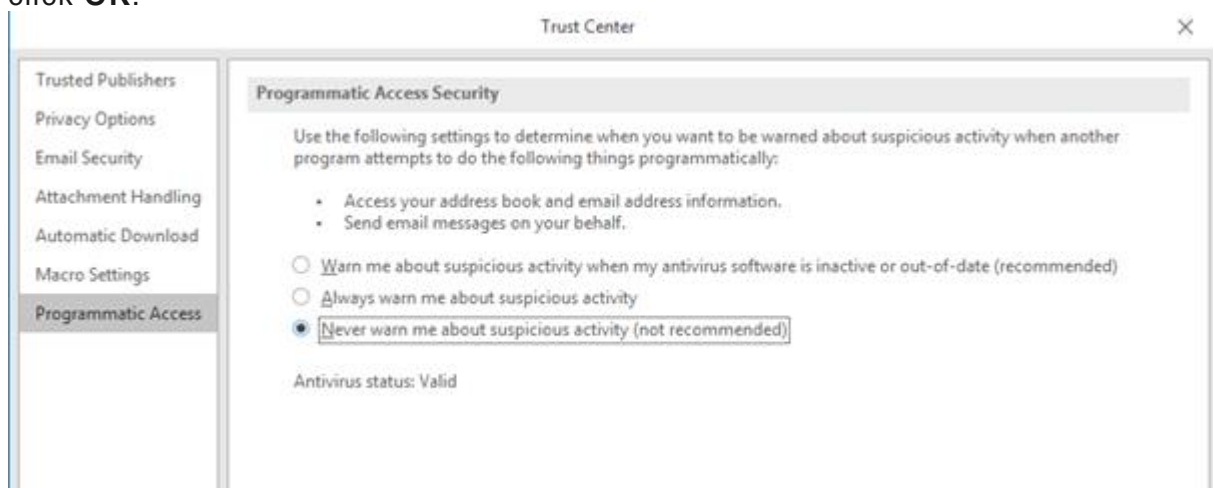 click OK.
Trust Center
Trusted Publishers
Privacy Options
Email Security
Attachment Handling
Automatic Download
Macro Settings
Programmatic Access
Programmatic Access Security
Use the following settings to determine when you want to be warned about suspicious activity when another
program attempts to do the following things programmatically:
• Access your address book and email address information.
• Send email messages on your behalf.
Warn me about suspicious activity when my antivirus software is inactive or out-of-date (recommended)
Always warn me about suspicious activity
Never warn me about suspicious activity (not recommended)
Antivirus status: Valid